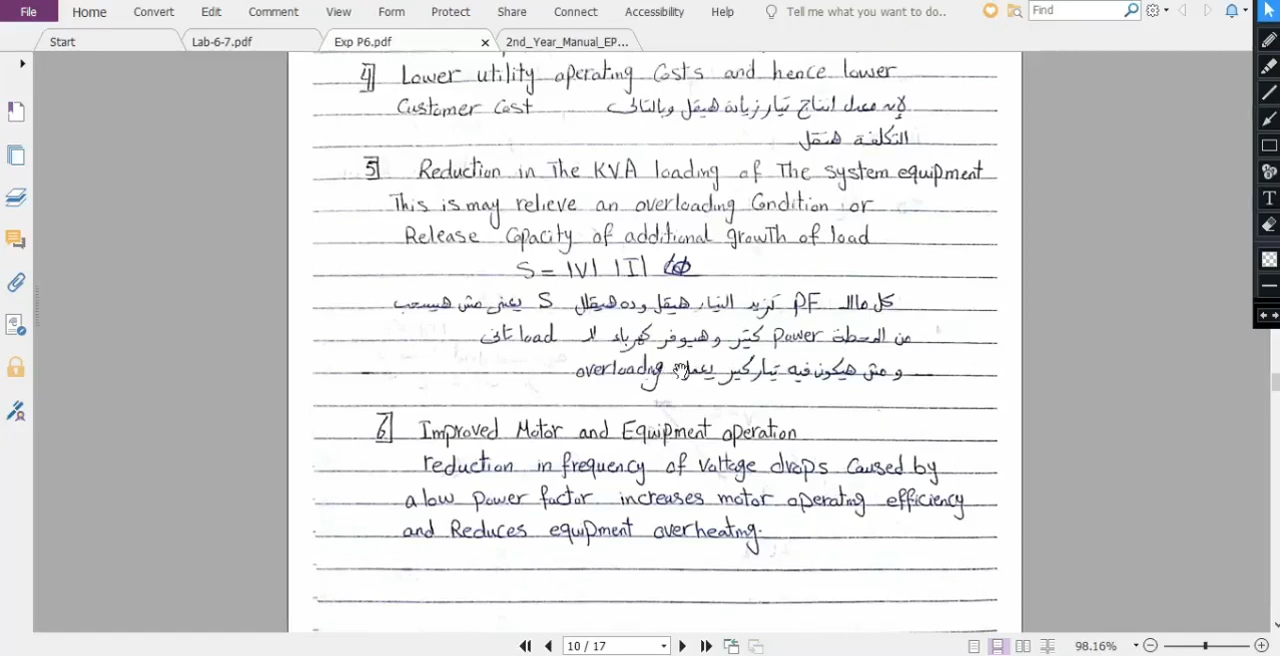 File Home Convert Edit Comment View Form Protect Share Connect Accessibility Help Tell me what you want to do.. Find
Start Lab-6-7.pdf Exp P6.pdf × 2nd_Year_Manual_EP...
4 Lower utility operating Costs and hence lower
Customer Cost لإنه معدل انتاج تيار زيادة هيقل وبالتالى
التكلفة هتقل
5 Reduction in The KVA loading of The system equipment
This is may relieve an overloading Condition or
Release Capacity of additional growth of load
S = |V| |I|
كل ما الـ PF تزيد التيار هيقل وده هيقلل S يعنى مش هيسحب
من المحطة power كتير وهيوفر كهرباء لـ load تانى
و مش هيكون فيه تيار كبير يعمل overloading
6 Improved Motor and Equipment operation
reduction in frequency of Voltage drops Caused by
a low power factor increases motor operating efficiency
and Reduces equipment overheating.
10 / 17 98.16%